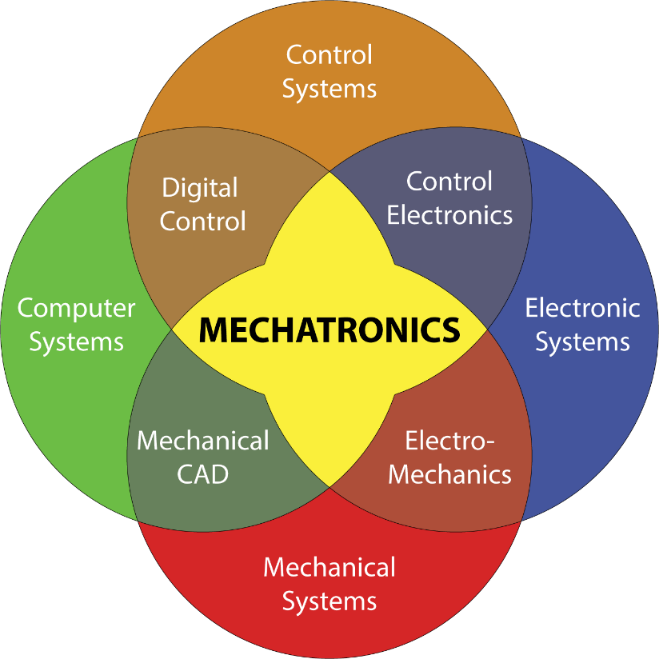 Control
Systems
Digital
Control
Control
Electronics
Computer
Systems
MECHATRONICS
Electronic
Systems
Mechanical
CAD
Electro-
Mechanics
Mechanical
Systems